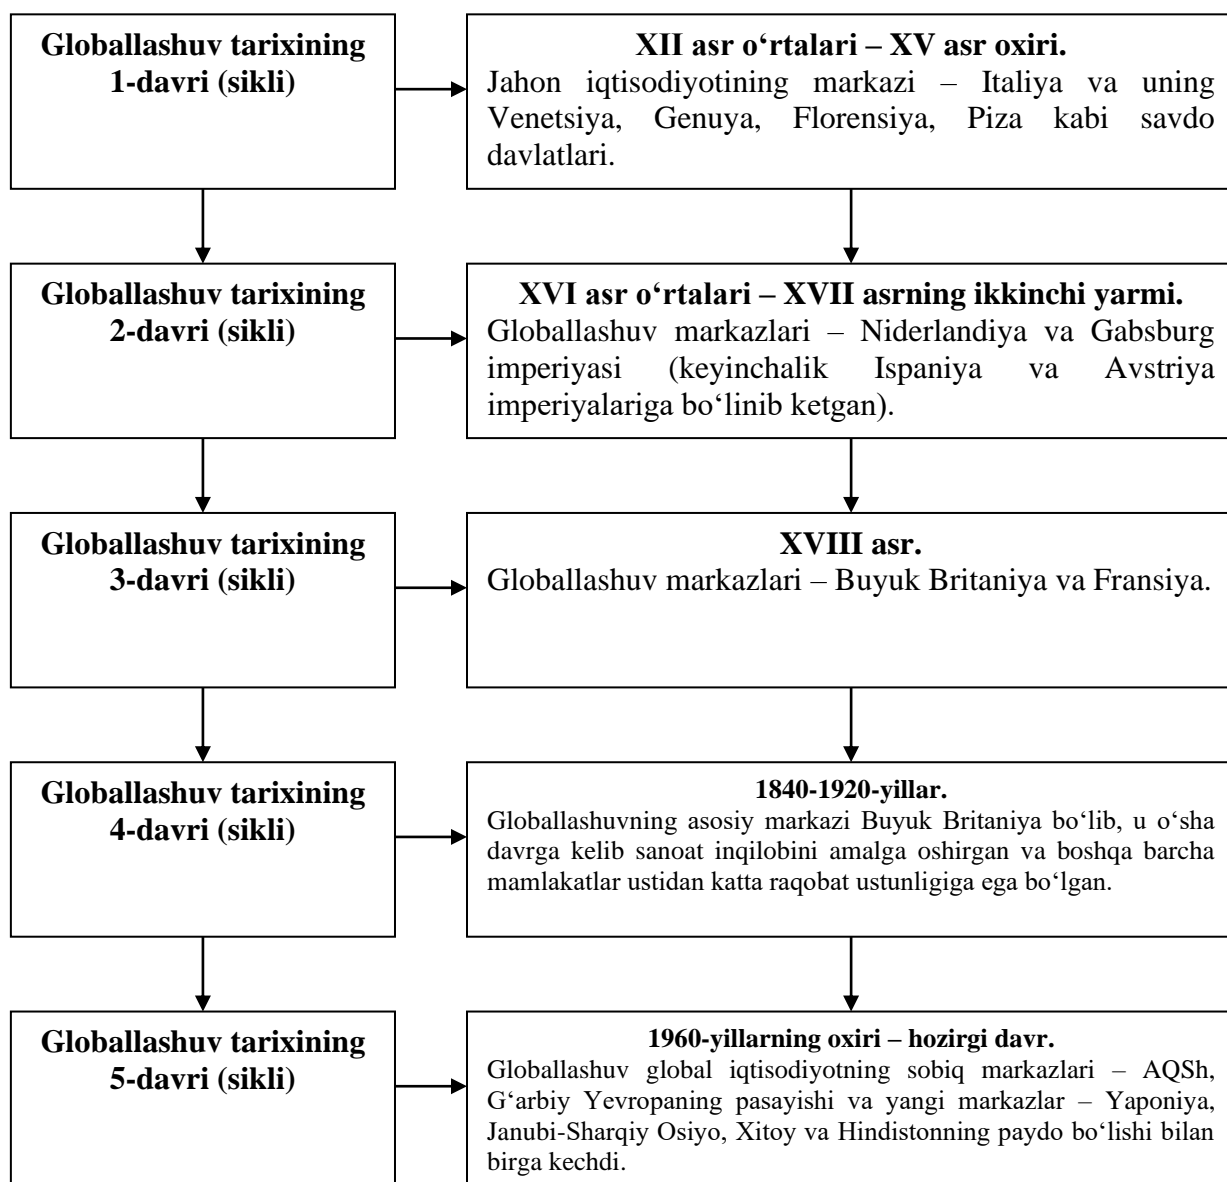 Globallashuv tarixining
1-davri (sikli)
XII asr o‘rtalari – XV asr oxiri.
Jahon iqtisodiyotining markazi – Italiya va uning
Venetsiya, Genuya, Florensiya, Piza kabi savdo
davlatlari.
Globallashuv tarixining
2-davri (sikli)
XVI asr o‘rtalari – XVII asrning ikkinchi yarmi.
Globallashuv markazlari – Niderlandiya va Gabsburg
imperiyasi (keyinchalik Ispaniya va Avstriya
imperiyalariga bo‘linib ketgan).
Globallashuv tarixining
3-davri (sikli)
XVIII asr.
Globallashuv markazlari – Buyuk Britaniya va Fransiya.
Globallashuv tarixining
4-davri (sikli)
1840-1920-yillar.
Globallashuvning asosiy markazi Buyuk Britaniya bo‘lib, u o‘sha
davrga kelib sanoat inqilobini amalga oshirgan va boshqa barcha
mamlakatlar ustidan katta raqobat ustunligiga ega bo‘lgan.
Globallashuv tarixining
5-davri (sikli)
1960-yillarning oxiri – hozirgi davr.
Globallashuv global iqtisodiyotning sobiq markazlari – AQSh,
G‘arbiy Yevropaning pasayishi va yangi markazlar – Yaponiya,
Janubi-Sharqiy Osiyo, Xitoy va Hindistonning paydo bo‘lishi bilan
birga kechdi.